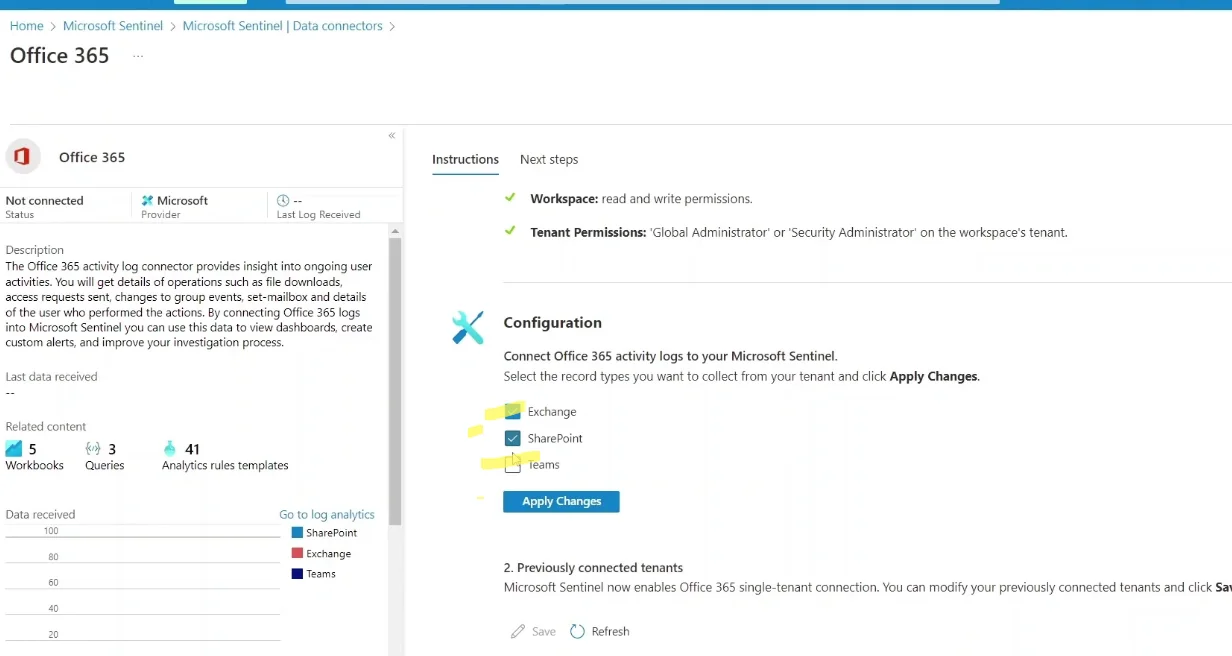 Home > Microsoft Sentinel > Microsoft Sentinel | Data connectors >
Office 365 ...
«
Office 365
Not connected
Status
Microsoft
Provider
--
Last Log Received
Description
The Office 365 activity log connector provides insight into ongoing user
activities. You will get details of operations such as file downloads,
access requests sent, changes to group events, set-mailbox and details
of the user who performed the actions. By connecting Office 365 logs
into Microsoft Sentinel you can use this data to view dashboards, create
custom alerts, and improve your investigation process.
Last data received
--
Related content
5 3 41
Workbooks Queries Analytics rules templates
Data received Go to log analytics
100
80
60
40
20
SharePoint
Exchange
Teams
Instructions Next steps
Workspace: read and write permissions.
Tenant Permissions: 'Global Administrator' or 'Security Administrator' on the workspace's tenant.
Configuration
Connect Office 365 activity logs to your Microsoft Sentinel.
Select the record types you want to collect from your tenant and click Apply Changes.
Exchange
SharePoint
Teams
Apply Changes
2. Previously connected tenants
Microsoft Sentinel now enables Office 365 single-tenant connection. You can modify your previously connected tenants and click Sav
Save Refresh